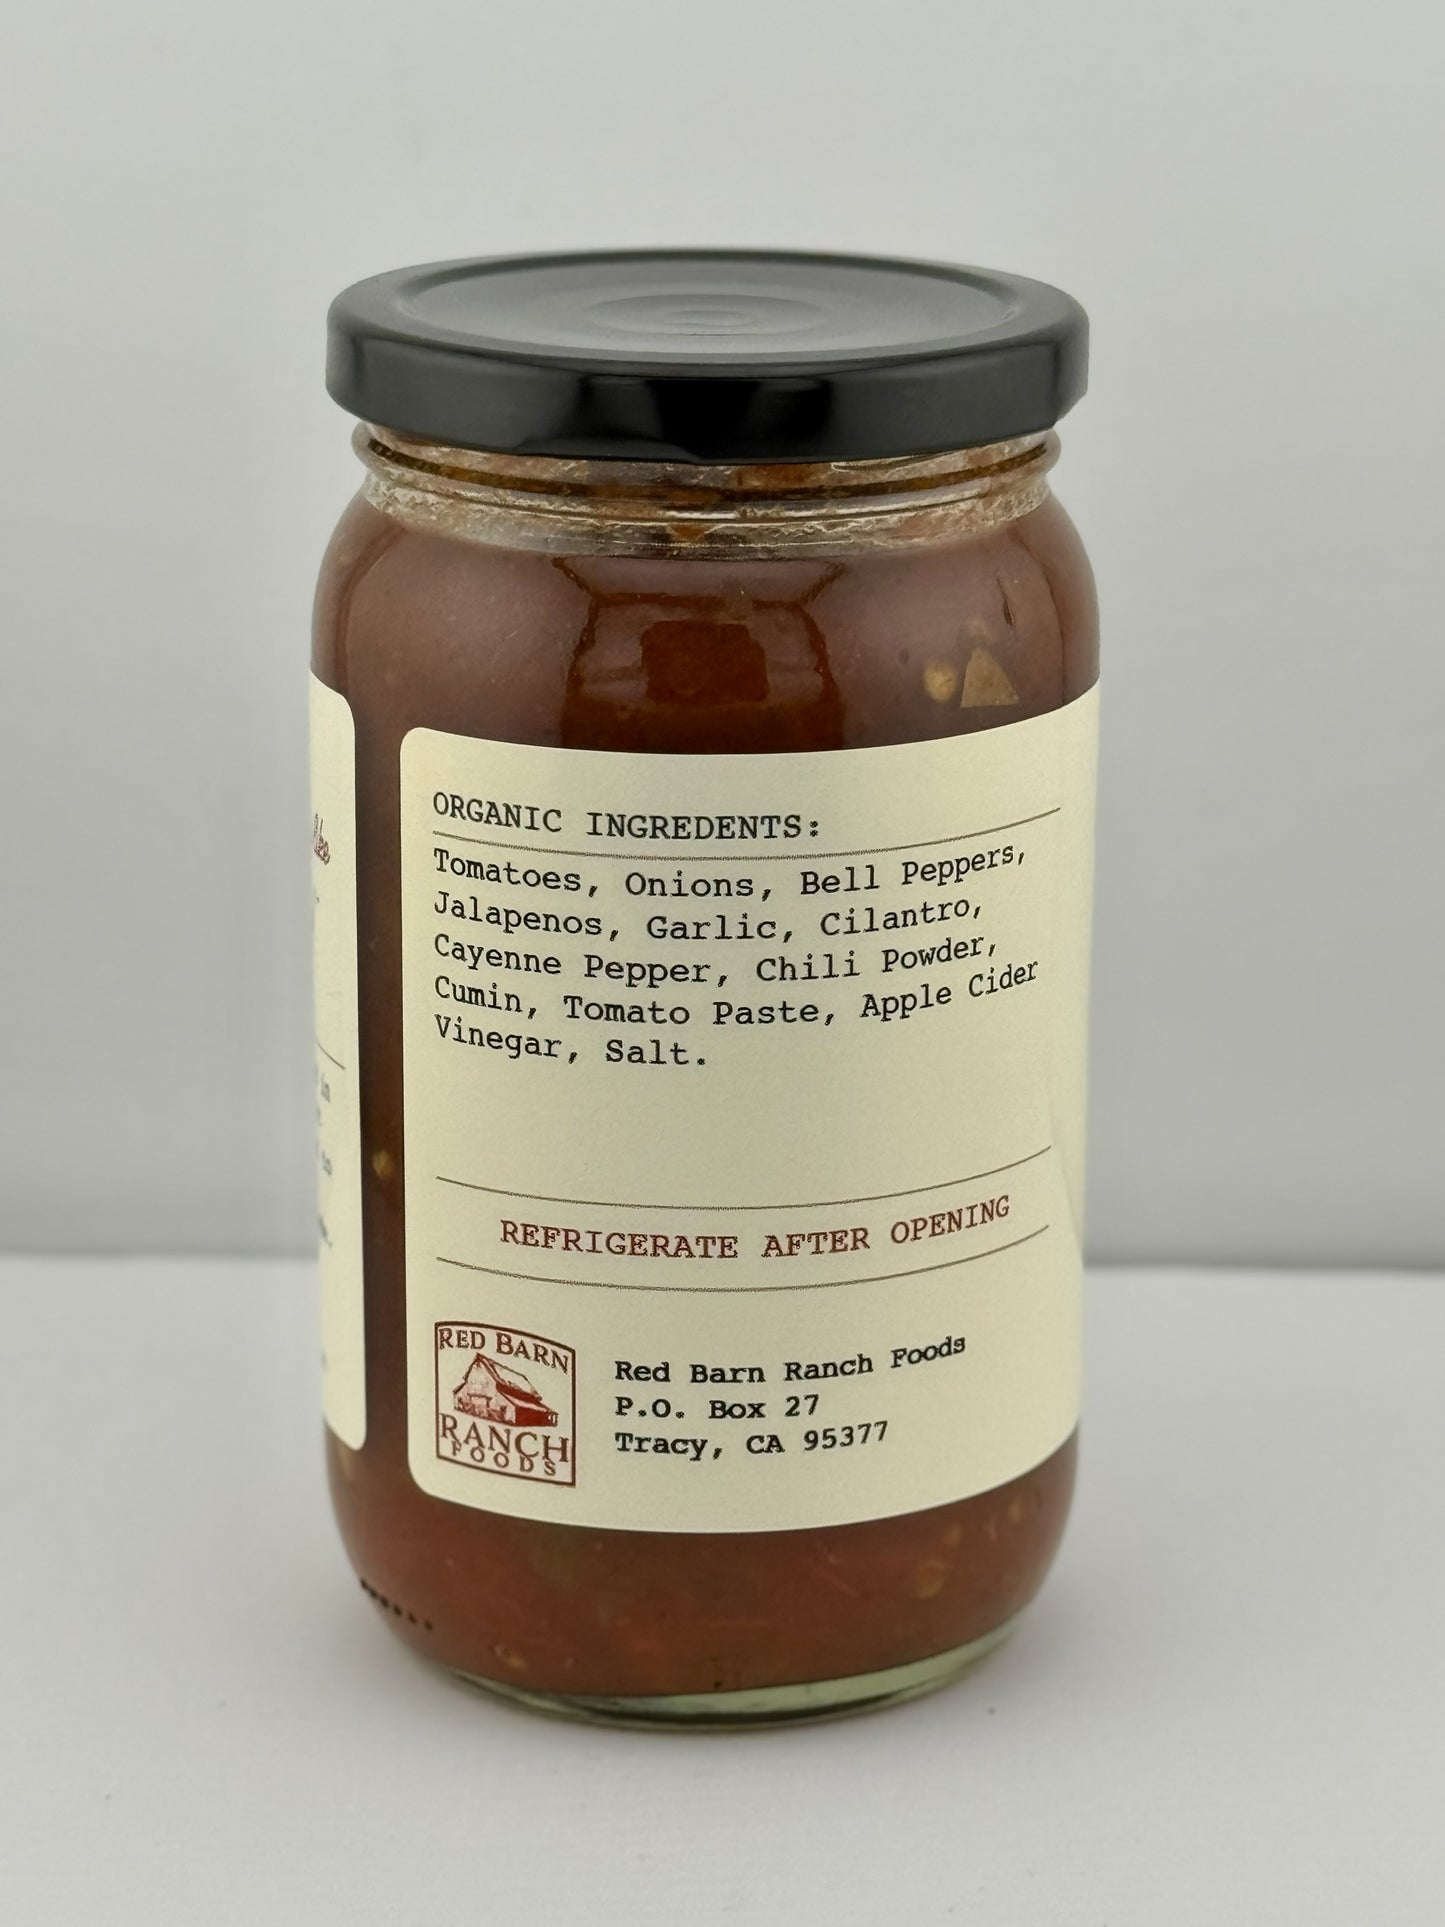 ORGANIC INGREDENTS:
Tomatoes, Onions, Bell Peppers,
Jalapenos, Garlic, Cilantro,
Cayenne Pepper, Chili Powder,
Cumin, Tomato Paste, Apple Cider
Vinegar, Salt.
REFRIGERATE AFTER OPENING
RED BARN
RANCH
FOODS
Red Barn Ranch Foods
P.O. Box 27
Tracy, CA 95377